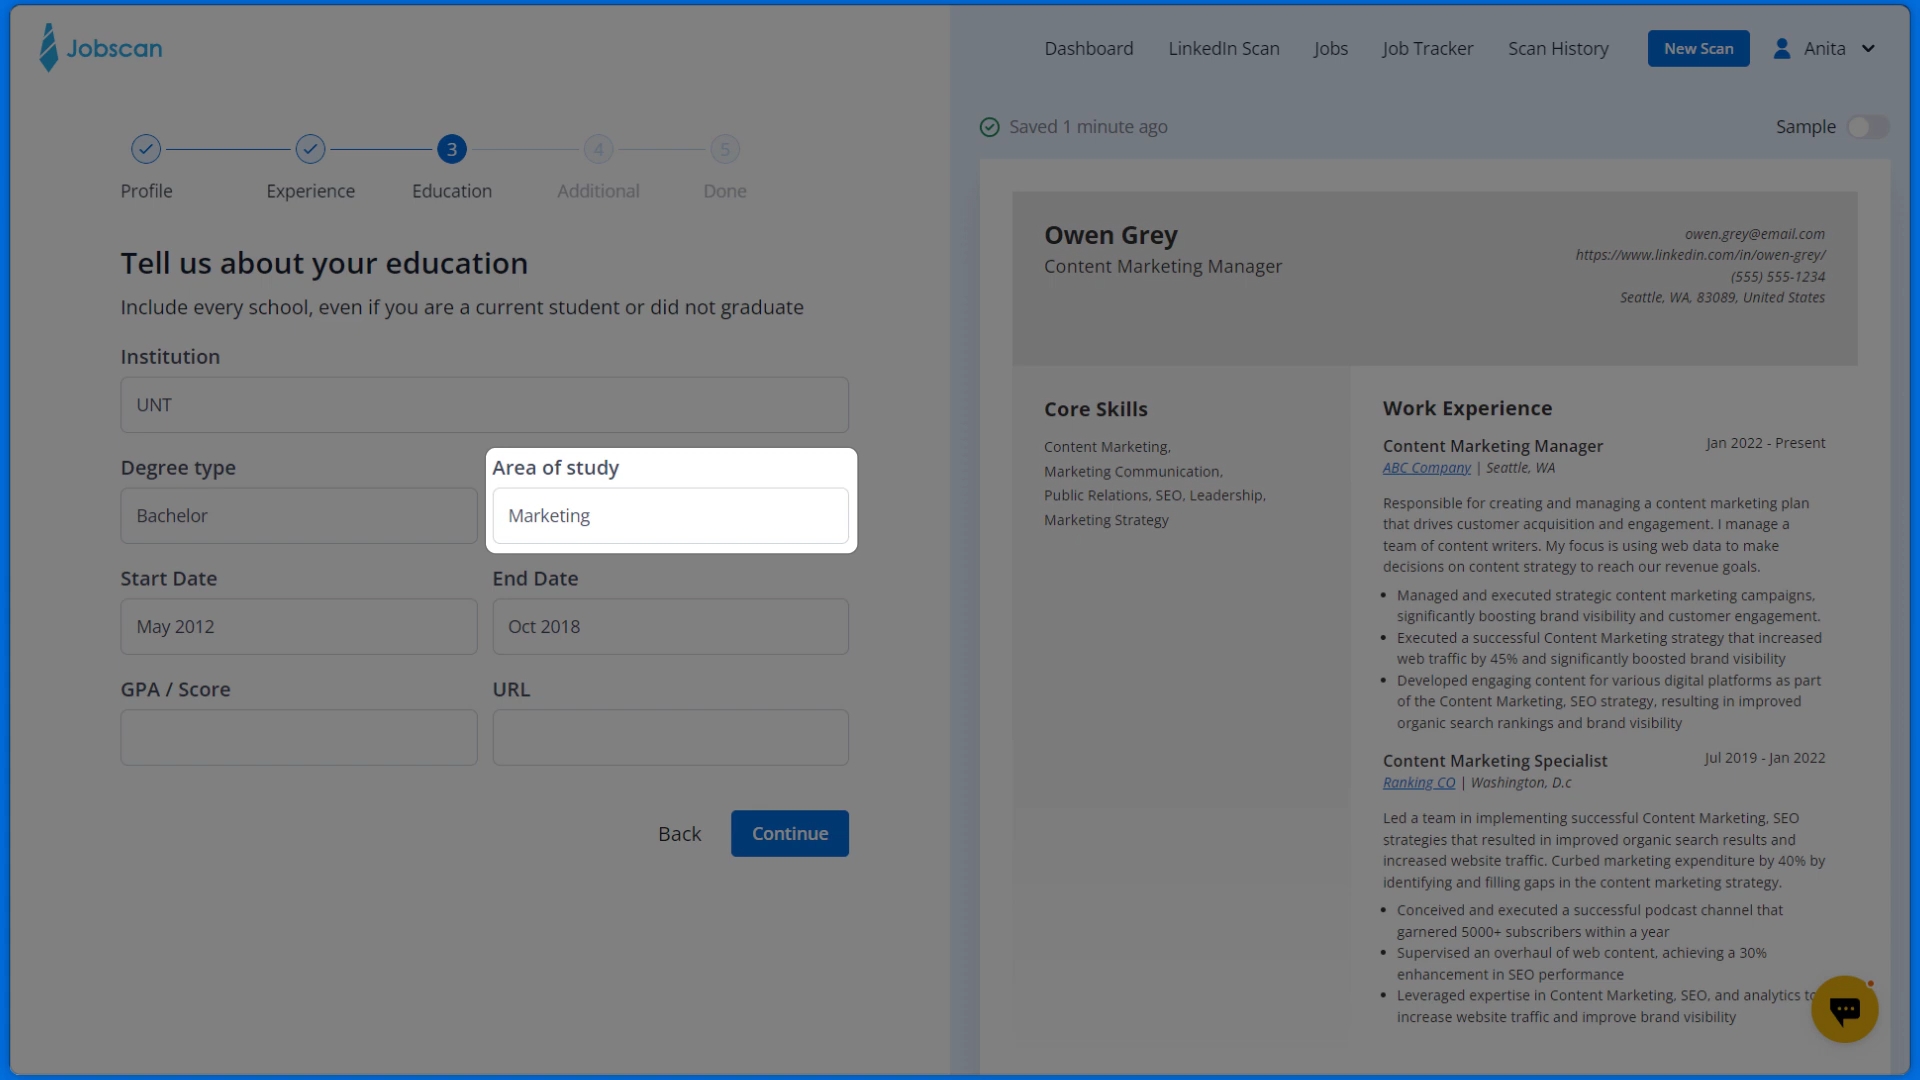 Jobscan
Dashboard
LinkedIn Scan
Jobs
Job Tracker
Scan History
New Scan
Anita
3
4
5
Profile
Experience
Education
Additional
Done
Tell us about your education
Include every school, even if you are a current student or did not graduate
Institution
UNT
Degree type
Bachelor
Area of study
Marketing
Start Date
May 2012
End Date
Oct 2018
GPA / Score
URL
Back
Continue
Saved 1 minute ago
Sample
Owen Grey
Content Marketing Manager
owen.grey@email.com
https://www.linkedin.com/in/owen-grey/
(555) 555-1234
Seattle, WA, 83089, United States
Core Skills
Content Marketing,
Marketing Communication,
Public Relations, SEO, Leadership,
Marketing Strategy
Work Experience
Content Marketing Manager
Jan 2022 - Present
ABC Company | Seattle, WA
Responsible for creating and managing a content marketing plan
that drives customer acquisition and engagement. I manage a
team of content writers. My focus is using web data to make
decisions on content strategy to reach our revenue goals.
• Managed and executed strategic content marketing campaigns,
significantly boosting brand visibility and customer engagement.
• Executed a successful Content Marketing strategy that increased
web traffic by 45% and significantly boosted brand visibility
• Developed engaging content for various digital platforms as part
of the Content Marketing, SEO strategy, resulting in improved
organic search rankings and brand visibility
Content Marketing Specialist
Jul 2019 - Jan 2022
Ranking CO | Washington, D.c
Led a team in implementing successful Content Marketing, SEO
strategies that resulted in improved organic search results and
increased website traffic. Curbed marketing expenditure by 40% by
identifying and filling gaps in the content marketing strategy.
• Conceived and executed a successful podcast channel that
garnered 5000+ subscribers within a year
• Supervised an overhaul of web content, achieving a 30%
enhancement in SEO performance
• Leveraged expertise in Content Marketing, SEO, and analytics to
increase website traffic and improve brand visibility